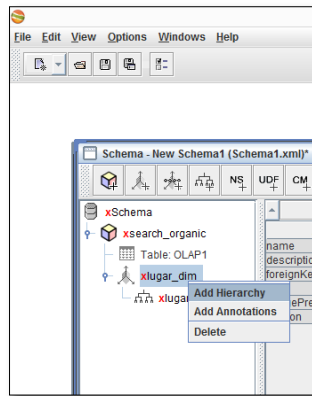 File Edit View Options Windows Help
Schema - New Schema1 (Schema1.xml)*
NS UDF CM
xSchema
xsearch_organic
Table: OLAP1
xlugar_dim
xlugar
name
descriptio
foreignKe
Add Hierarchy
Add Annotations
Delete
ePre
on